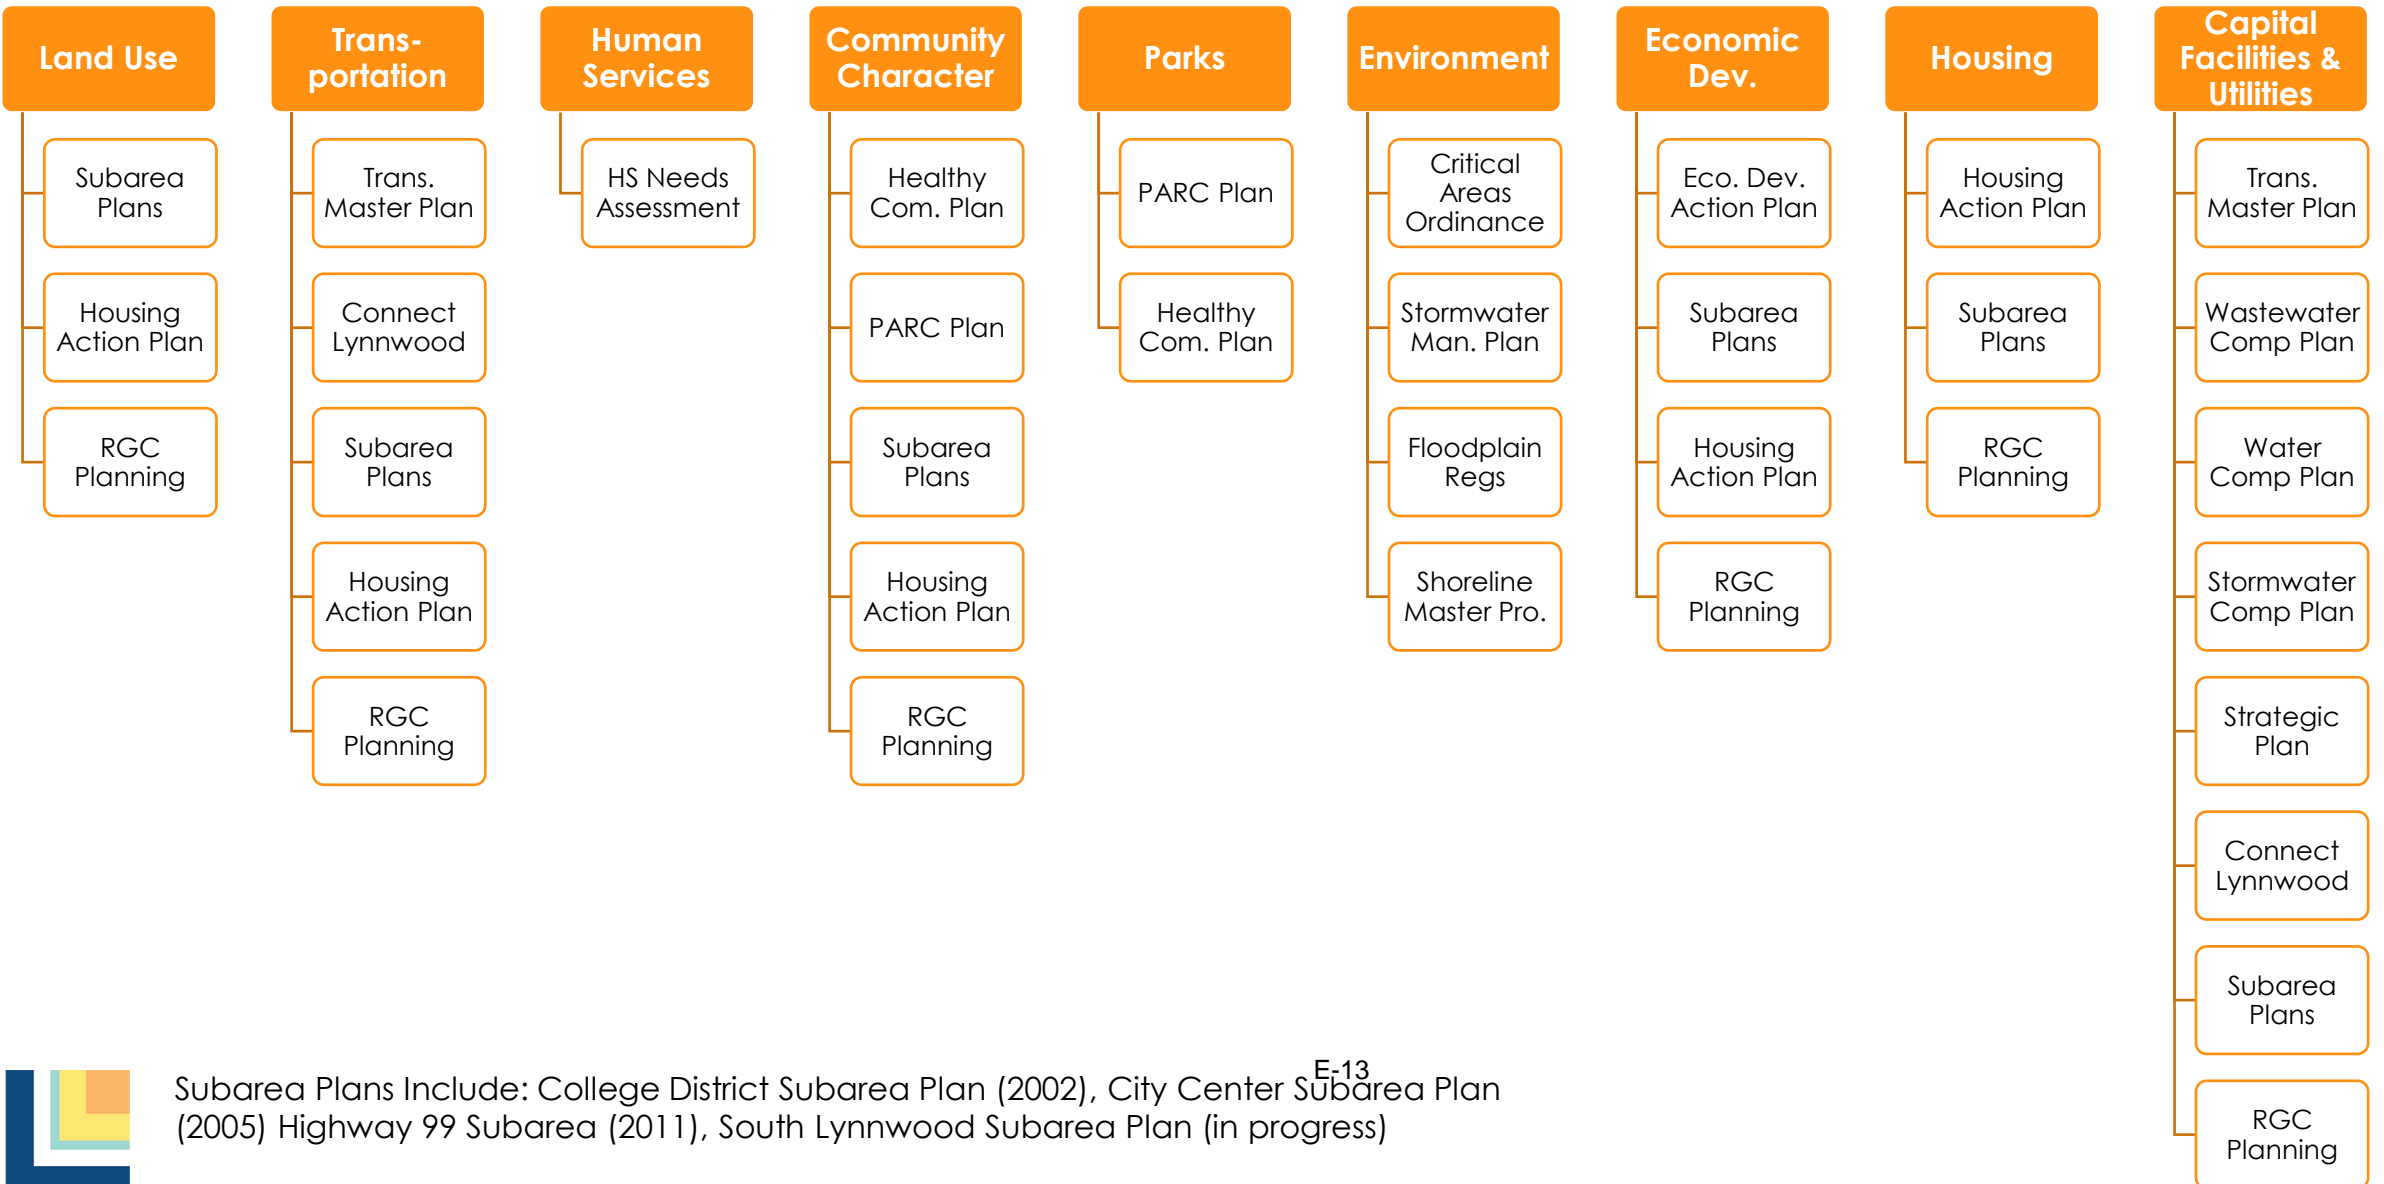 Land Use
Subarea
Plans
Housing
Action Plan
RGC
Planning
Trans-
portation
Trans.
Master Plan
Connect
Lynnwood
Subarea
Plans
Housing
Action Plan
RGC
Planning
Human
Services
HS Needs
Assessment
Community
Character
Healthy
Com. Plan
PARC Plan
Subarea
Plans
Housing
Action Plan
RGC
Planning
Parks
PARC Plan
Healthy
Com. Plan
Environment
Critical
Areas
Ordinance
Stormwater
Man. Plan
Floodplain
Regs
Shoreline
Master Pro.
Economic
Dev.
Eco. Dev.
Action Plan
Subarea
Plans
Housing
Action Plan
RGC
Planning
Housing
Housing
Action Plan
Subarea
Plans
RGC
Planning
Capital
Facilities &
Utilities
Trans.
Master Plan
Wastewater
Comp Plan
Water
Comp Plan
Stormwater
Comp Plan
Strategic
Plan
Connect
Lynnwood
Subarea
Plans
RGC
Planning
E-13
Subarea Plans Include: College District Subarea Plan (2002), City Center Subarea Plan
(2005) Highway 99 Subarea (2011), South Lynnwood Subarea Plan (in progress)